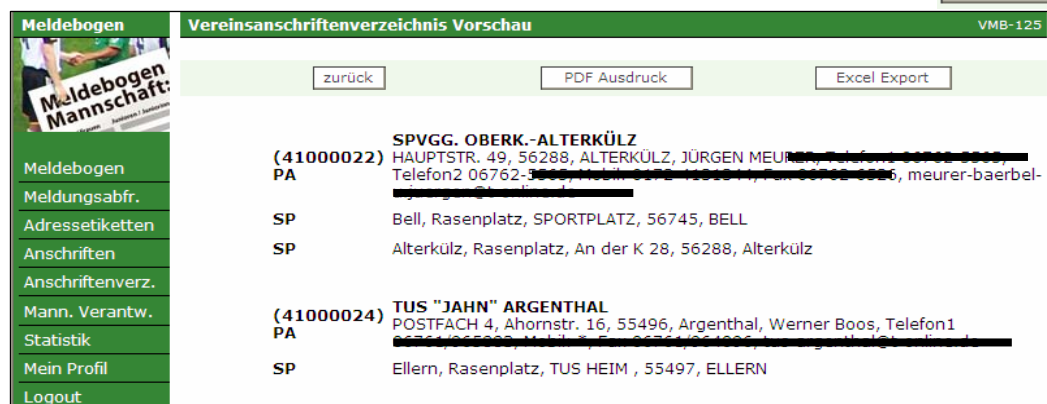 Meldebogen
Vereinsanschriftenverzeichnis Vorschau
VMB-125
Meldebogen
Mannschaft:
zurück
PDF Ausdruck
Excel Export
Meldebogen
Meldungsabfr.
Adressetiketten
Anschriften
Anschriftenverz.
Mann. Verantw.
Statistik
Mein Profil
Logout
SPVGG. OBERK.-ALTERKÜLZ
(41000022) HAUPTSTR. 49, 56288, ALTERKÜLZ, JÜRGEN
PA Telefon2 06762- , meurer-baerbel-
SP Bell, Rasenplatz, SPORTPLATZ, 56745, BELL
SP Alterkülz, Rasenplatz, An der K 28, 56288, Alterkülz
TUS "JAHN" ARGENTHAL
(41000024) POSTFACH 4, Ahornstr. 16, 55496, Argenthal, Werner Boos, Telefon1
PA
SP Ellern, Rasenplatz, TUS HEIM , 55497, ELLERN